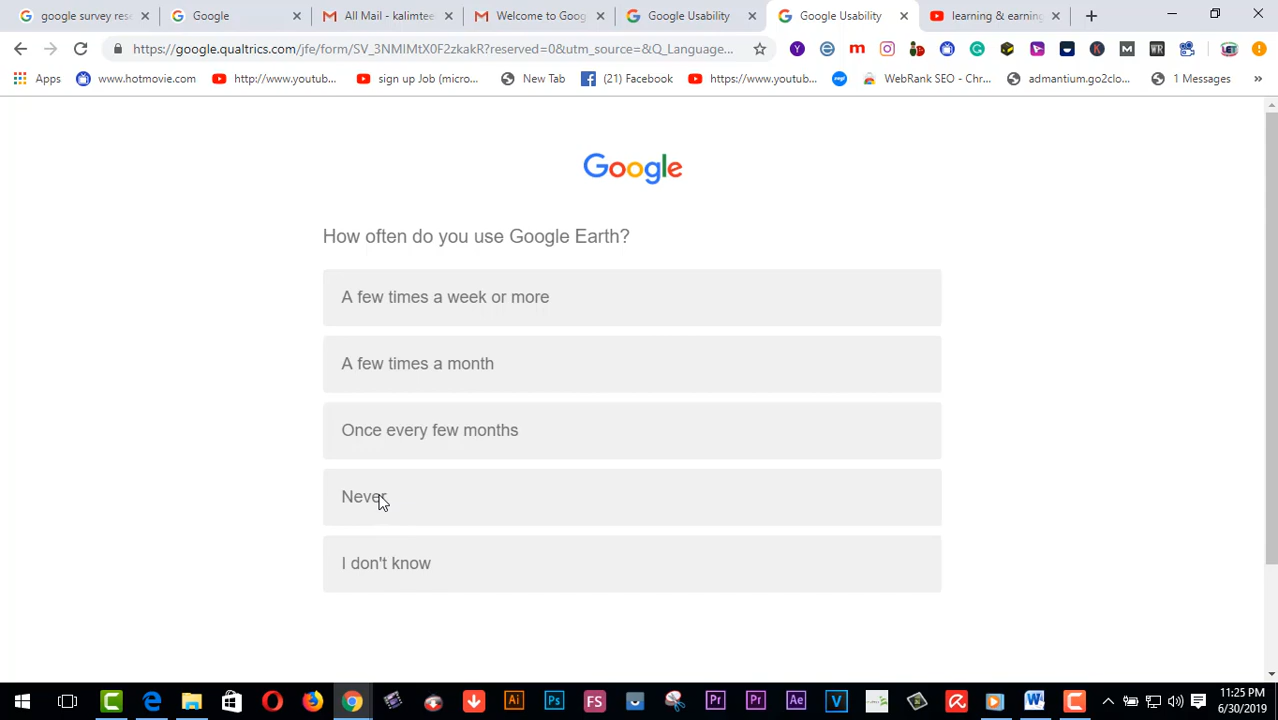 google survey res
Google
All Mail - kalimtee
Welcome to Goog
Google Usability
Google Usability
learning & earning
https://google.qualtrics.com/jfe/form/SV_3NMlMtX0F2zkakR?reserved=0&utm_source=&Q_Language...
Apps
www.hotmovie.com
http://www.youtub...
sign up Job (micro...
New Tab
(21) Facebook
https://www.youtub...
WebRank SEO - Chr...
admantium.go2clo...
1 Messages
»
Google
How often do you use Google Earth?
A few times a week or more
A few times a month
Once every few months
Never
I don't know
11:25 PM
6/30/2019